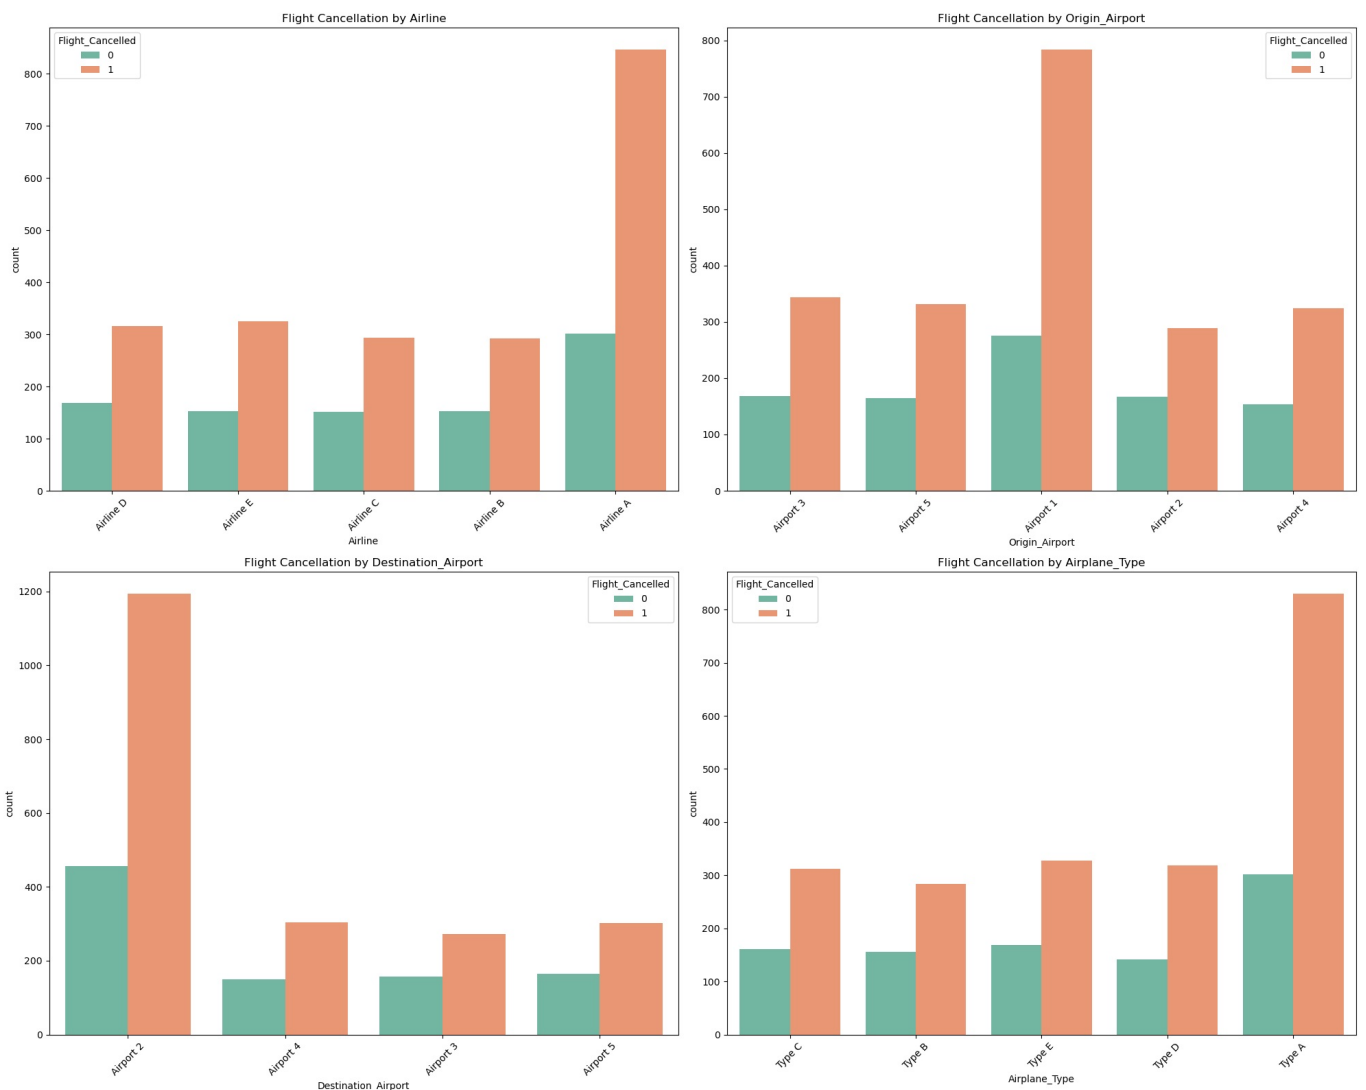 Flight Cancellation by Airline
Flight_Cancelled
0
1
800
700
600
500
400
300
200
100
0
count
Airline D
Airline E
Airline C
Airline B
Airline A
Airline
Flight Cancellation by Origin_Airport
Flight_Cancelled
0
1
800
700
600
500
400
300
200
100
0
count
Airport 3
Airport 5
Airport 1
Airport 2
Airport 4
Origin_Airport
Flight Cancellation by Destination_Airport
Flight_Cancelled
0
1
1200
1000
800
600
400
200
0
count
Airport 2
Airport 4
Airport 3
Airport 5
Destination_Airport
Flight Cancellation by Airplane_Type
Flight_Cancelled
0
1
800
700
600
500
400
300
200
100
0
count
Type C
Type B
Type E
Type D
Type A
Airplane_Type